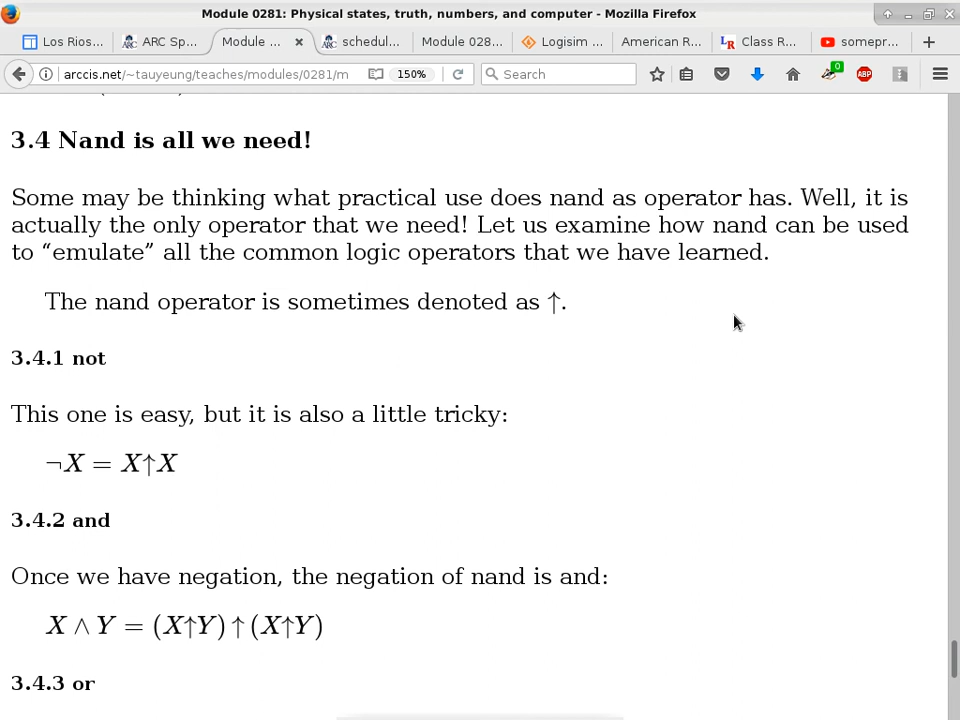 Module 0281: Physical states, truth, numbers, and computer - Mozilla Firefox
Los Rios... ARC Sp... Module ... schedul... Module 028... Logisim ... American R... Class R... somepr...
arccis.net/~tauyeung/teaches/modules/0281/m 150% Search 0 ABP
3.4 Nand is all we need!
Some may be thinking what practical use does nand as operator has. Well, it is
actually the only operator that we need! Let us examine how nand can be used
to “emulate” all the common logic operators that we have learned.
The nand operator is sometimes denoted as ↑.
3.4.1 not
This one is easy, but it is also a little tricky:
¬X = X↑X
3.4.2 and
Once we have negation, the negation of nand is and:
X ∧ Y = (X↑Y) ↑ (X↑Y)
3.4.3 or